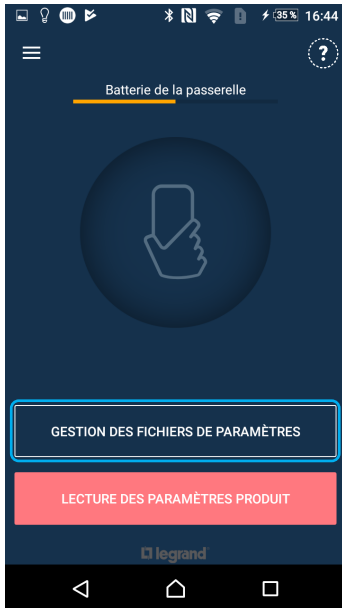 35% 16:44
?
Batterie de la passerelle
GESTION DES FICHIERS DE PARAMÈTRES
LECTURE DES PARAMÈTRES PRODUIT
legrand